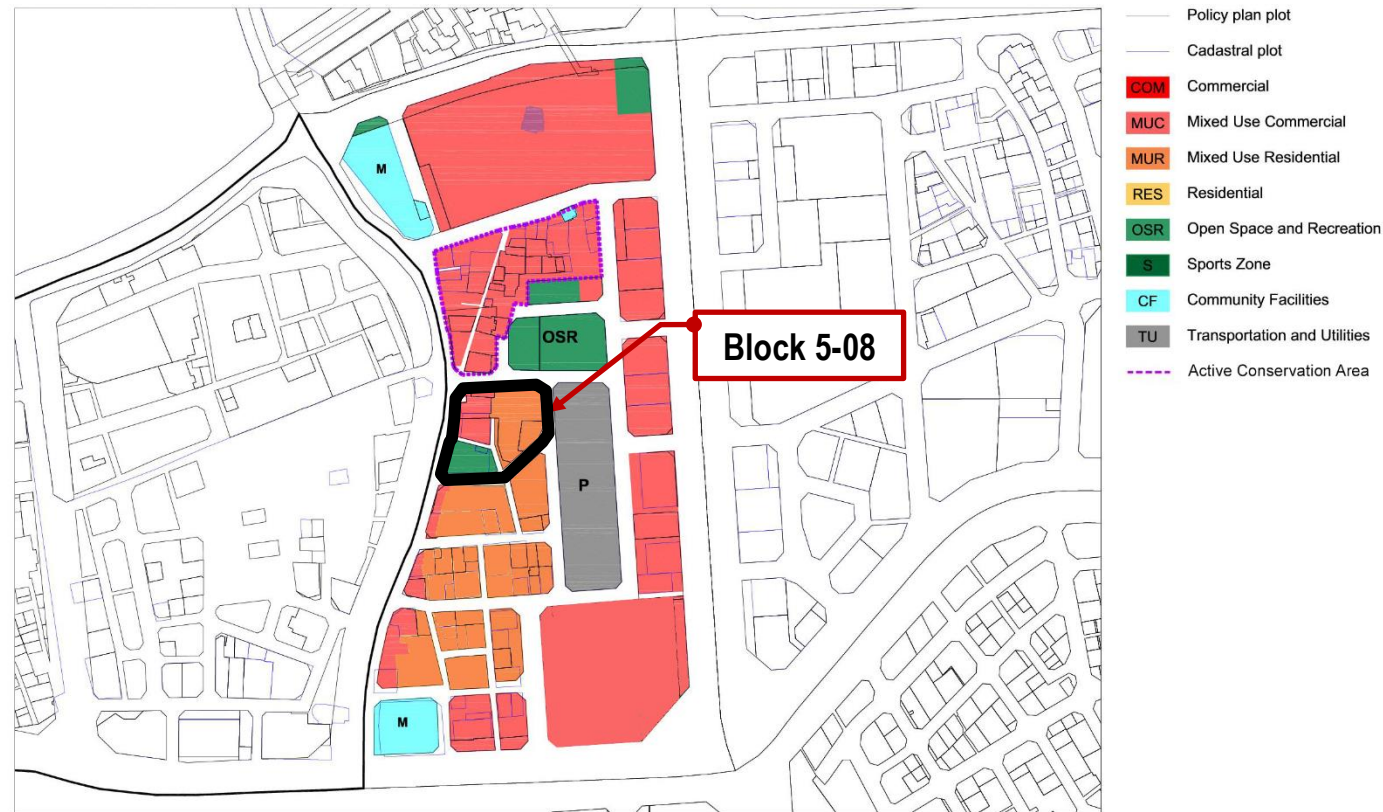 M
OSR
Block 5-08
P
M
Policy plan plot
Cadastral plot
COM Commercial
MUC Mixed Use Commercial
MUR Mixed Use Residential
RES Residential
OSR Open Space and Recreation
S Sports Zone
CF Community Facilities
TU Transportation and Utilities
Active Conservation Area